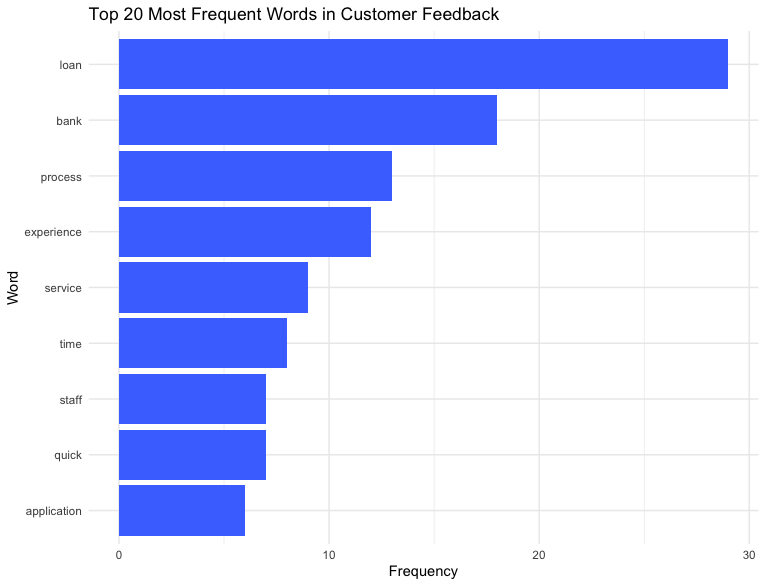 Top 20 Most Frequent Words in Customer Feedback
Word
loan
bank
process
experience
service
time
staff
quick
application
0 10 20 30
Frequency